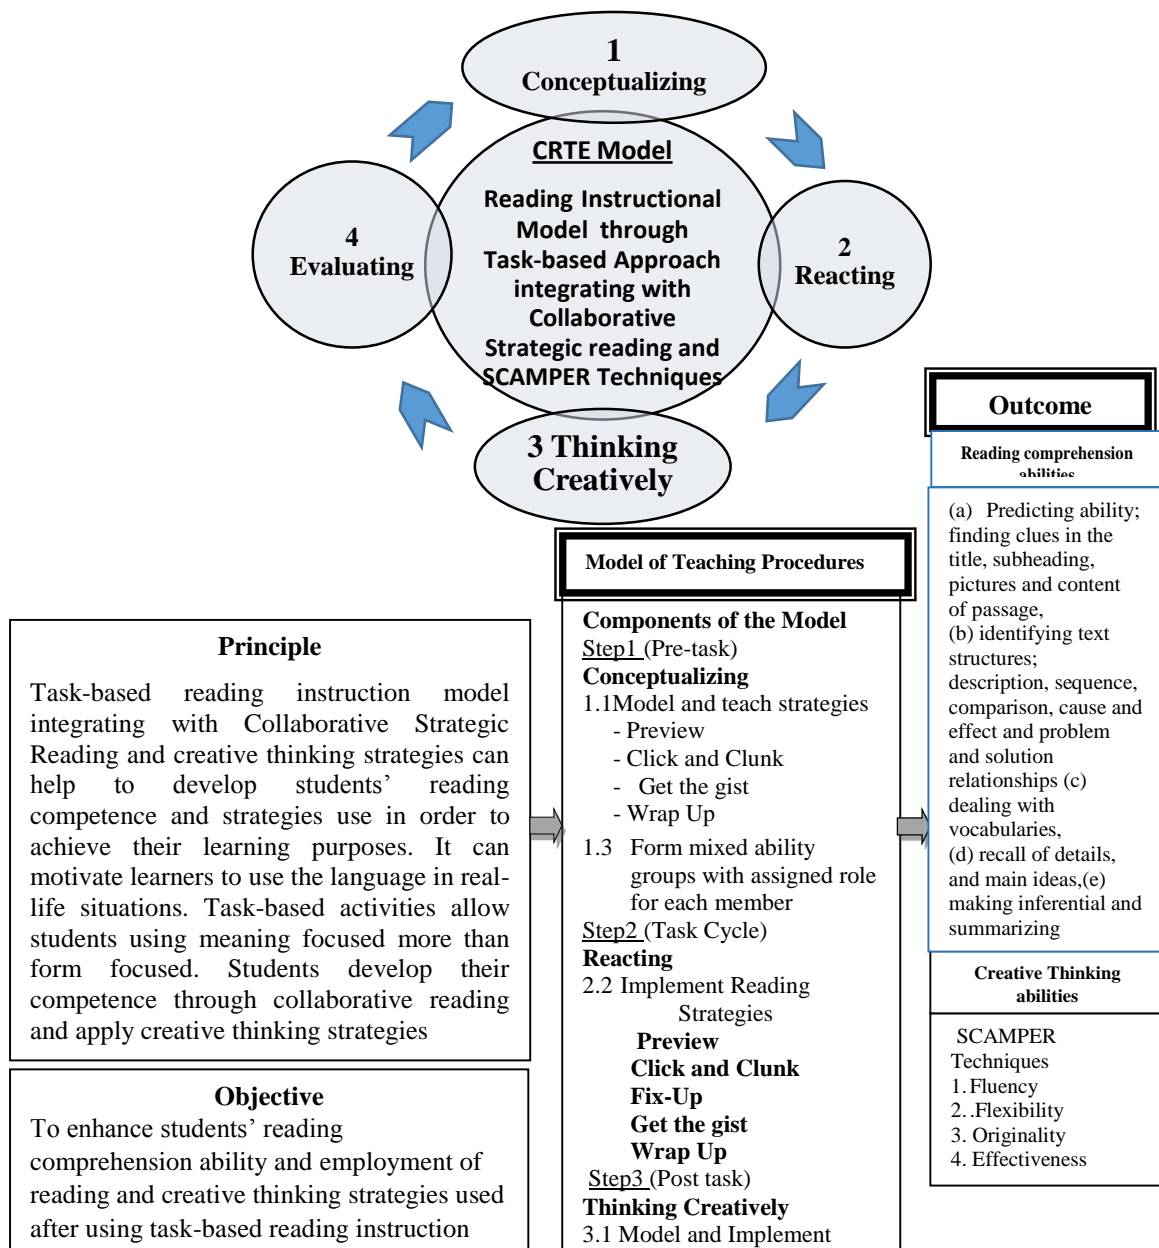 1
Conceptualizing
CRTE Model
Reading Instructional
Model through
Task-based Approach
integrating with
Collaborative
Strategic reading and
SCAMPER Techniques
2
Reacting
3 Thinking
Creatively
4
Evaluating
Principle
Task-based reading instruction model
integrating with Collaborative Strategic
Reading and creative thinking strategies can
help to develop students’ reading
competence and strategies use in order to
achieve their learning purposes. It can
motivate learners to use the language in real-
life situations. Task-based activities allow
students using meaning focused more than
form focused. Students develop their
competence through collaborative reading
and apply creative thinking strategies
Objective
To enhance students’ reading
comprehension ability and employment of
reading and creative thinking strategies used
after using task-based reading instruction
Model of Teaching Procedures
Components of the Model
Step1 (Pre-task)
Conceptualizing
1.1Model and teach strategies
- Preview
- Click and Clunk
- Get the gist
- Wrap Up
1.3 Form mixed ability
groups with assigned role
for each member
Step2 (Task Cycle)
Reacting
2.2 Implement Reading
Strategies
Preview
Click and Clunk
Fix-Up
Get the gist
Wrap Up
Step3 (Post task)
Thinking Creatively
3.1 Model and Implement
Outcome
Reading comprehension
abilities
(a) Predicting ability;
finding clues in the
title, subheading,
pictures and content
of passage,
(b) identifying text
structures;
description, sequence,
comparison, cause and
effect and problem
and solution
relationships (c)
dealing with
vocabularies,
(d) recall of details,
and main ideas,(e)
making inferential and
summarizing
Creative Thinking
abilities
SCAMPER
Techniques
1. Fluency
2. .Flexibility
3. Originality
4. Effectiveness